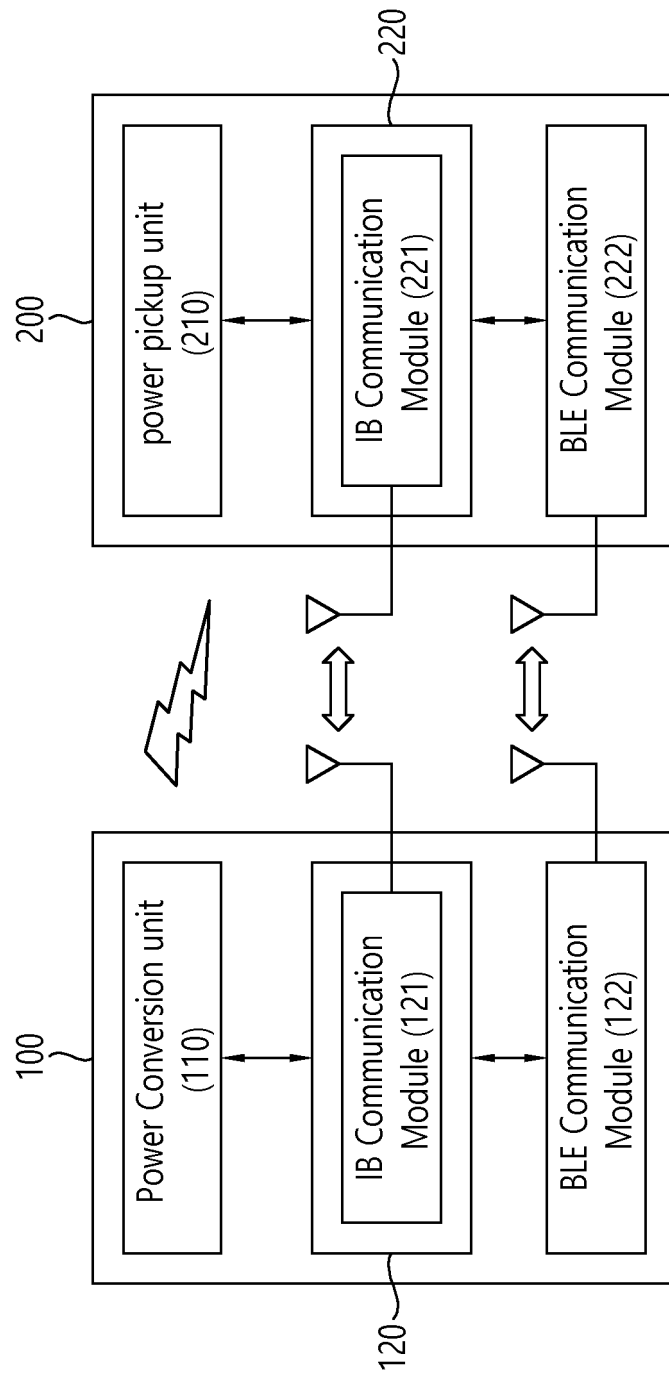 100
Power Conversion unit
(110)
120
IB Communication
Module (121)
BLE Communication
Module (122)
200
power pickup unit
(210)
220
IB Communication
Module (221)
BLE Communication
Module (222)